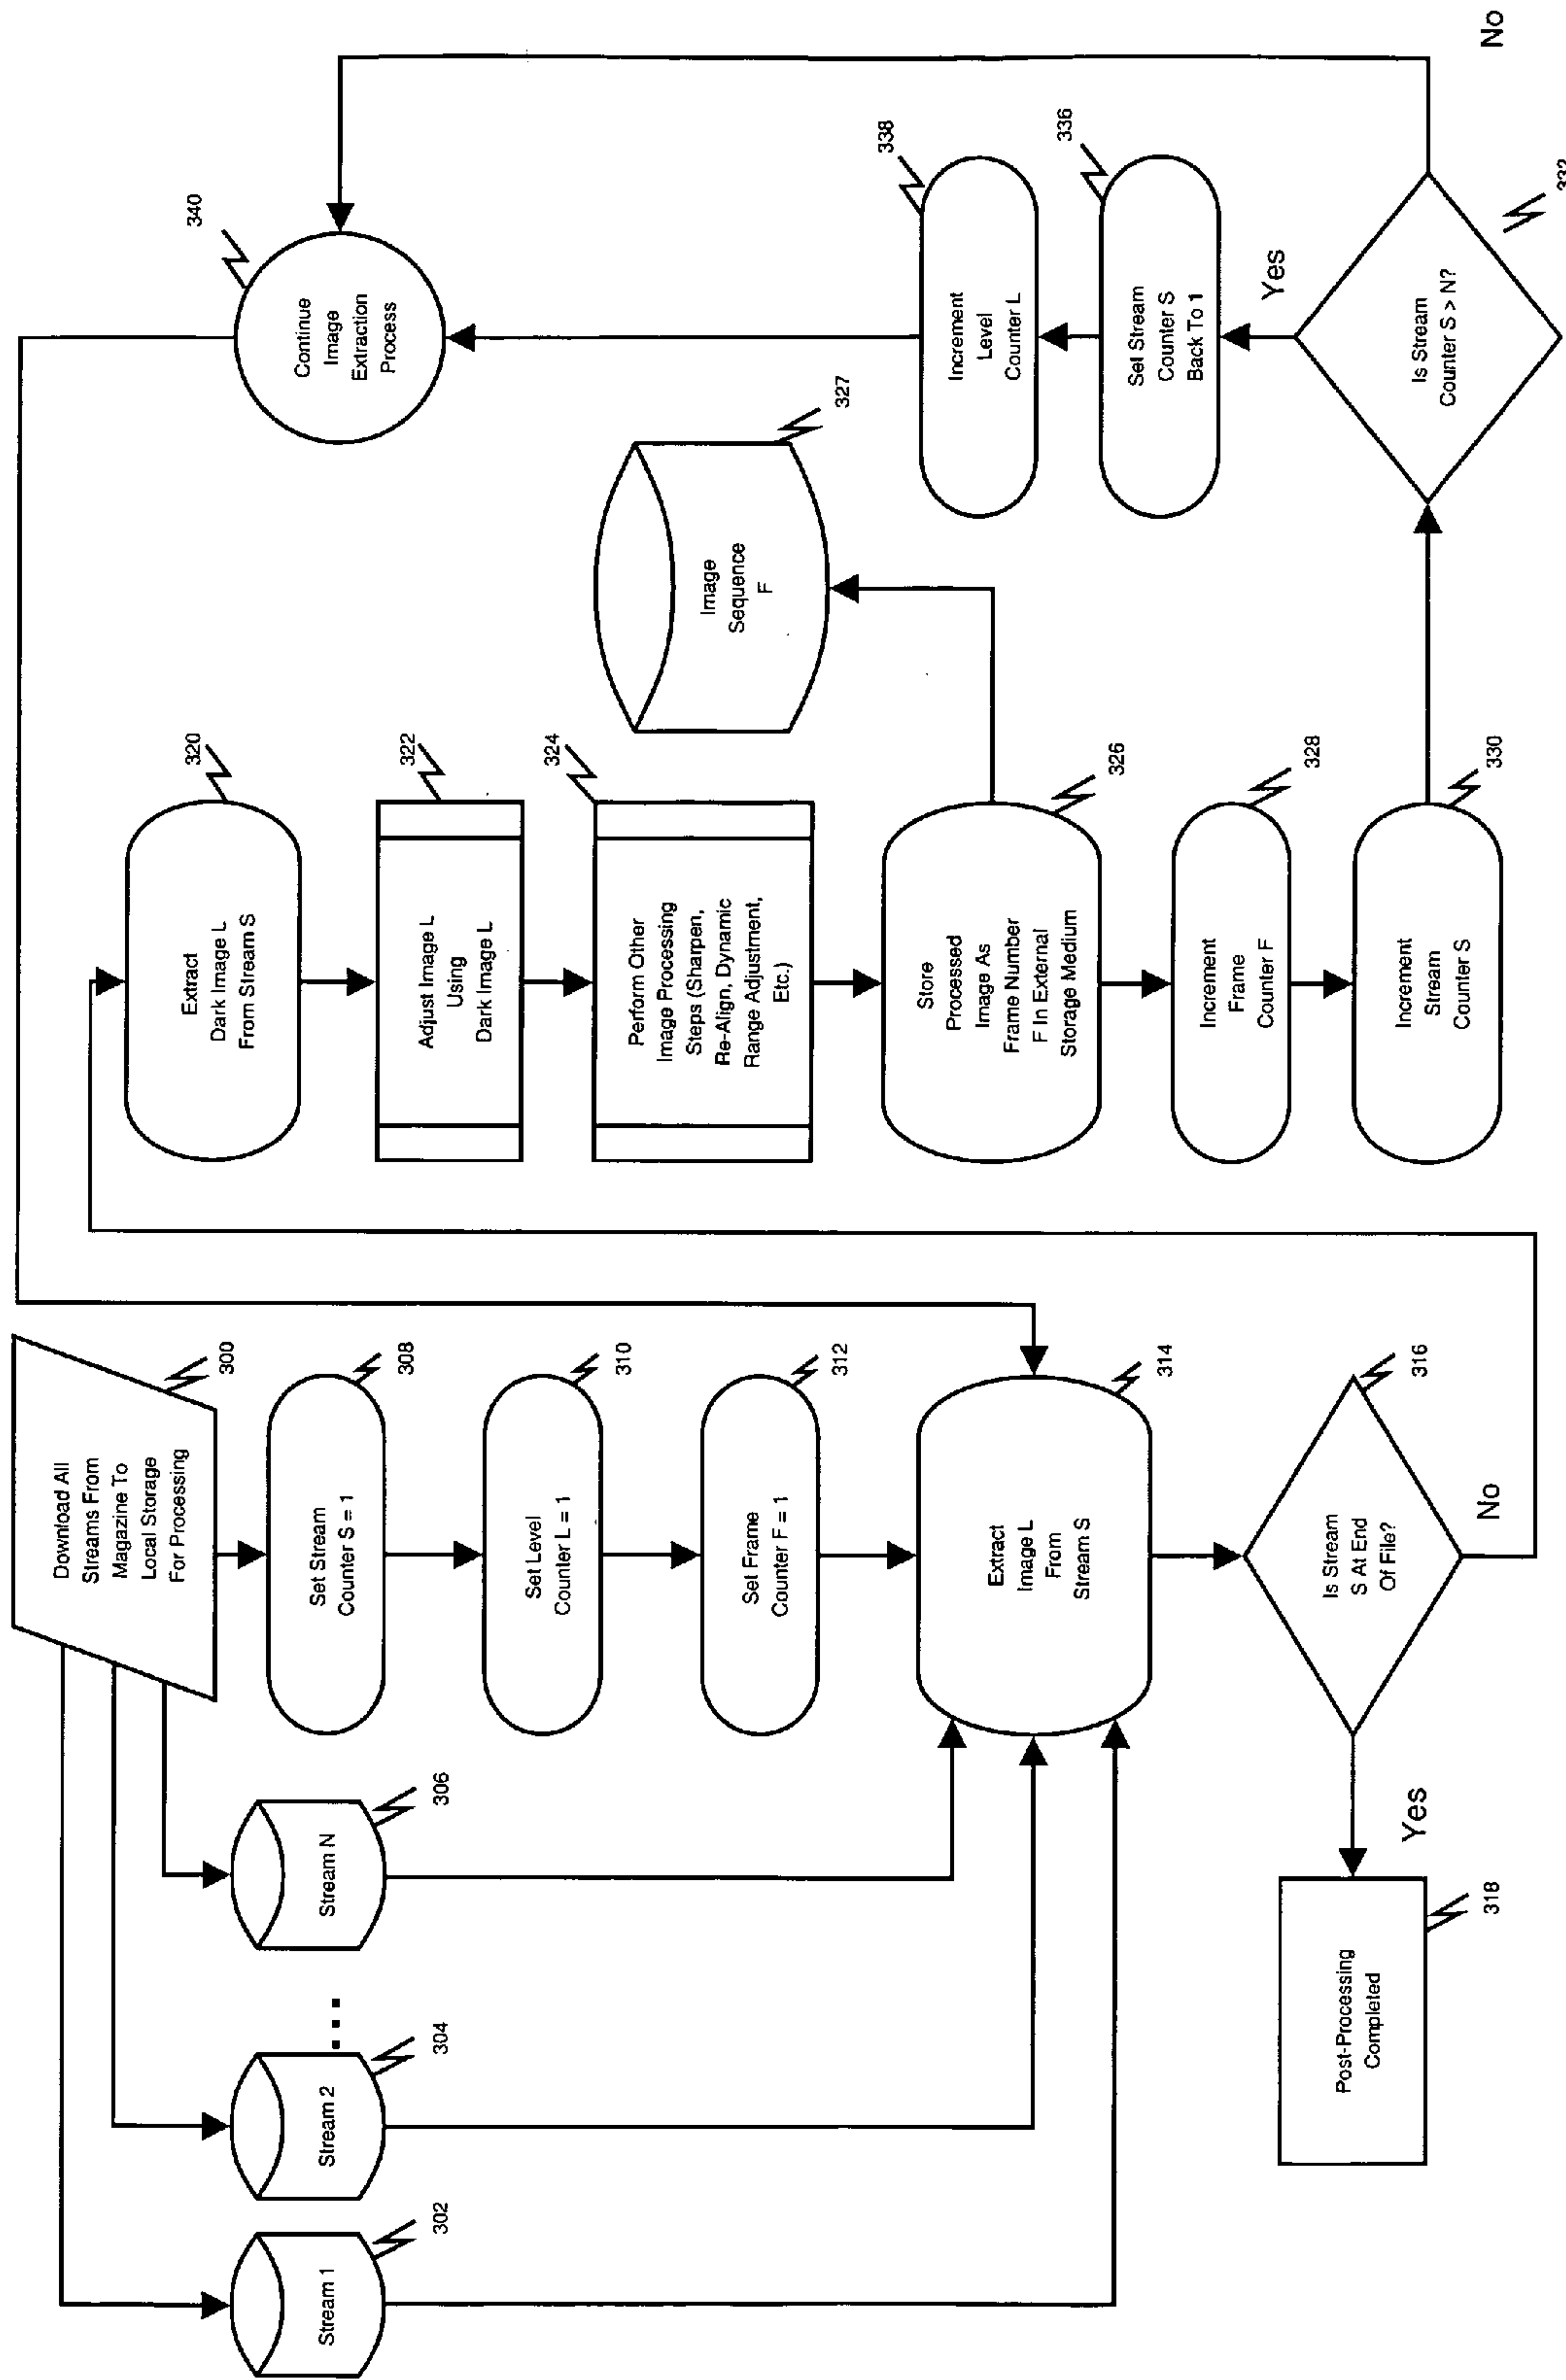 Download All
Streams From
Magazine To
Local Storage
For Processing
300
Stream 1
302
Stream 2
304
...
Stream N
306
Set Stream
Counter S = 1
308
Set Level
Counter L = 1
310
Set Frame
Counter F = 1
312
Extract
Image L
From
Stream S
314
Is Stream
S At End
Of File?
316
Yes
No
Post-Processing
Completed
318
Extract
Dark Image L
From Stream S
320
Adjust Image L
Using
Dark Image L
322
Perform Other
Image Processing
Steps (Sharpen,
Re-Align, Dynamic
Range Adjustment,
Etc.)
324
Store
Processed
Image As
Frame Number
F In External
Storage Medium
326
Image
Sequence
F
327
Increment
Frame
Counter F
328
Increment
Stream
Counter S
330
Is Stream
Counter S > N?
Yes
No
Set Stream
Counter S
Back To 1
336
Increment
Level
Counter L
338
Continue
Image
Extraction
Process
340